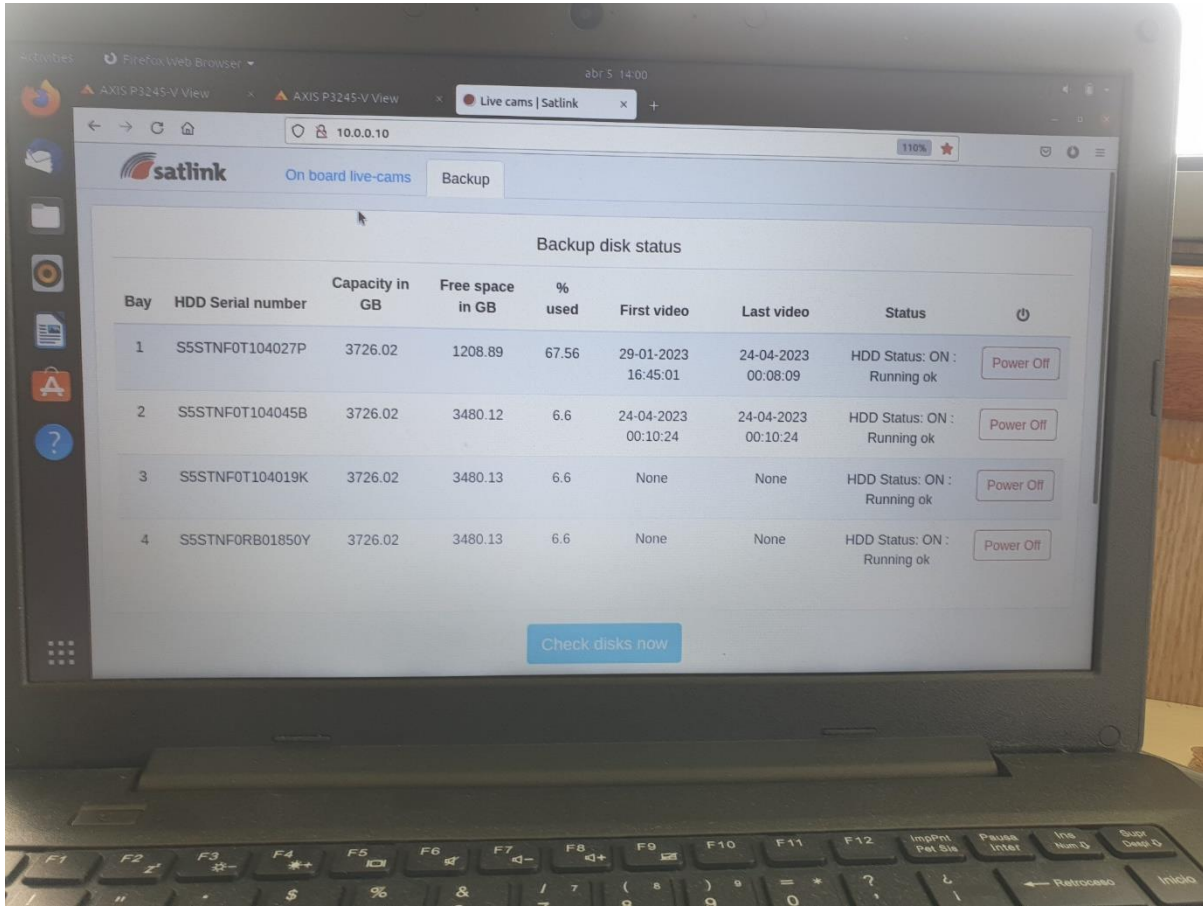 Activities Firefox Web Browser
abr 5 14:00
AXIS P3245-V View × AXIS P3245-V View × Live cams | Satlink × +
10.0.0.10 110%
satlink On board live-cams Backup
Backup disk status
Bay HDD Serial number Capacity in GB Free space in GB % used First video Last video Status
1 S5STNF0T104027P 3726.02 1208.89 67.56 29-01-2023 16:45:01 24-04-2023 00:08:09 HDD Status: ON : Running ok Power Off
2 S5STNF0T104045B 3726.02 3480.12 6.6 24-04-2023 00:10:24 24-04-2023 00:10:24 HDD Status: ON : Running ok Power Off
3 S5STNF0T104019K 3726.02 3480.13 6.6 None None HDD Status: ON : Running ok Power Off
4 S5STNF0RB01850Y 3726.02 3480.13 6.6 None None HDD Status: ON : Running ok Power Off
Check disks now
F1 F2 F3 F4 F5 F6 F7 F8 F9 F10 F11 F12 ImpPnt Pet Sis Pausa Inter Ins Num Supr Despl
" $ % & / 7 ( 8 ) 9 = * 0 ? ' ¿ ¡ Retroceso Inicio